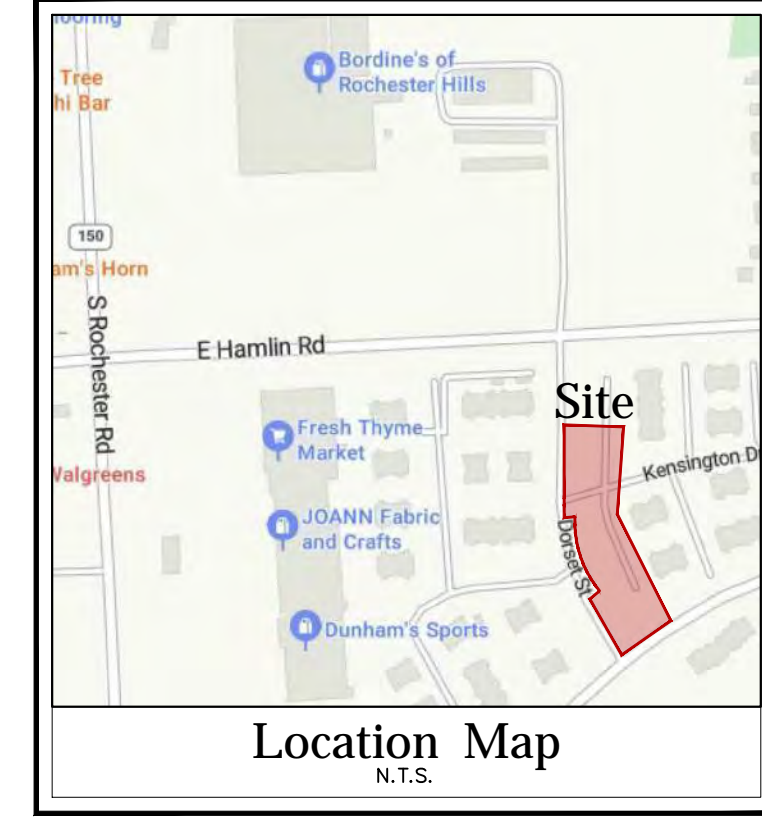 Bordine's of
Rochester Hills
Tree
hi Bar
150
am's Horn
S Rochester Rd
E Hamlin Rd
Site
Fresh Thyme
Market
Kensington D
Walgreens
JOANN Fabric
and Crafts
Dorset St
Dunham's Sports
Location Map
N.T.S.